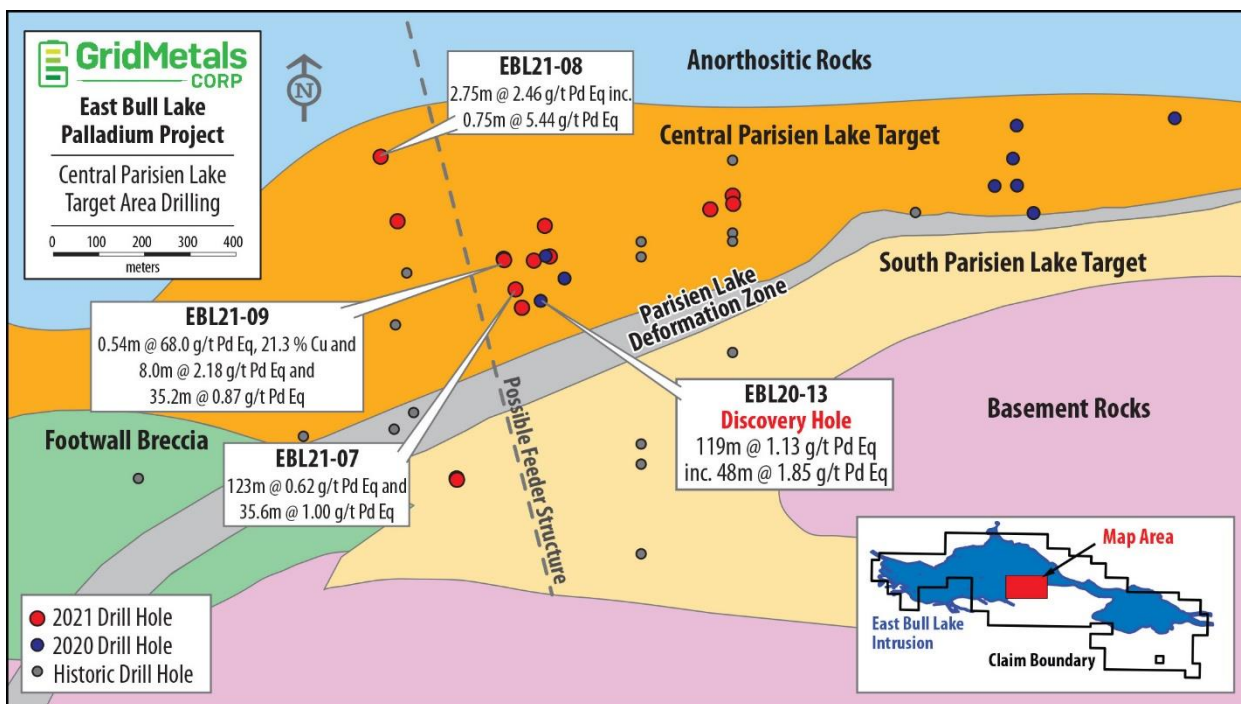 GridMetals
CORP
East Bull Lake
Palladium Project
Central Parisien Lake
Target Area Drilling
0 100 200 300 400
meters
N
EBL21-08
2.75m @ 2.46 g/t Pd Eq inc.
0.75m @ 5.44 g/t Pd Eq
Anorthositic Rocks
Central Parisien Lake Target
South Parisien Lake Target
Parisien Lake
Deformation Zone
EBL21-09
0.54m @ 68.0 g/t Pd Eq, 21.3 % Cu and
8.0m @ 2.18 g/t Pd Eq and
35.2m @ 0.87 g/t Pd Eq
Possible Feeder Structure
EBL20-13
Discovery Hole
119m @ 1.13 g/t Pd Eq
inc. 48m @ 1.85 g/t Pd Eq
Basement Rocks
Footwall Breccia
EBL21-07
123m @ 0.62 g/t Pd Eq and
35.6m @ 1.00 g/t Pd Eq
2021 Drill Hole
2020 Drill Hole
Historic Drill Hole
Map Area
East Bull Lake
Intrusion
Claim Boundary